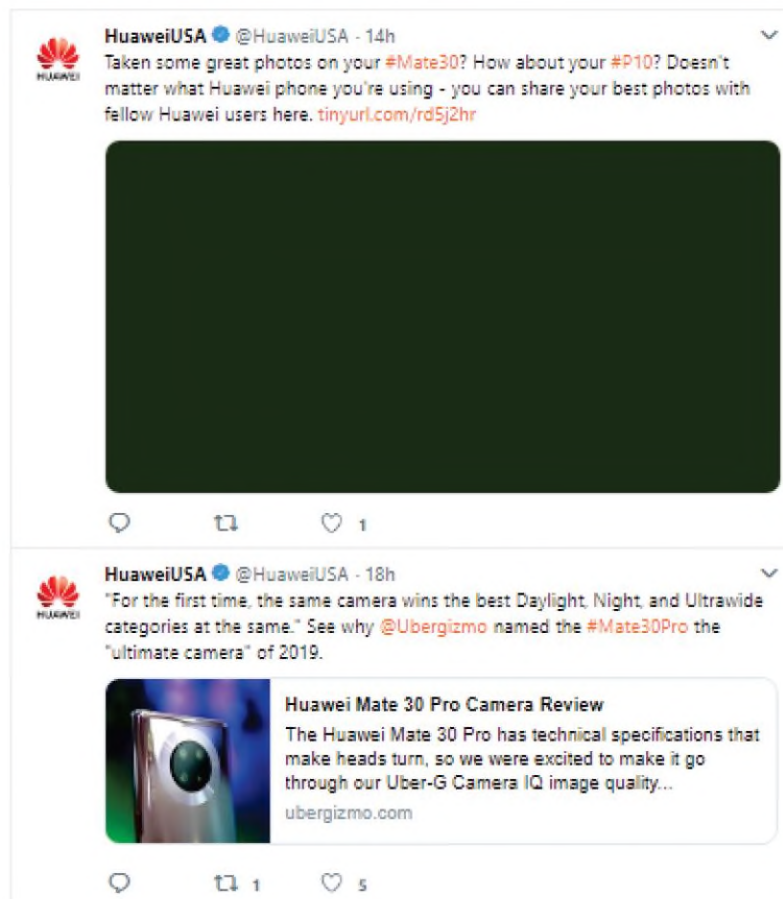 HuaweiUSA @HuaweiUSA · 14h
Taken some great photos on your #Mate30? How about your #P10? Doesn't
matter what Huawei phone you're using - you can share your best photos with
fellow Huawei users here. tinyurl.com/rd5j2hr
HUAWEI
1
HuaweiUSA @HuaweiUSA · 18h
"For the first time, the same camera wins the best Daylight, Night, and Ultrawide
categories at the same." See why @Ubergizmo named the #Mate30Pro the
"ultimate camera" of 2019.
HUAWEI
Huawei Mate 30 Pro Camera Review
The Huawei Mate 30 Pro has technical specifications that
make heads turn, so we were excited to make it go
through our Uber-G Camera IQ image quality...
ubergizmo.com
1 5